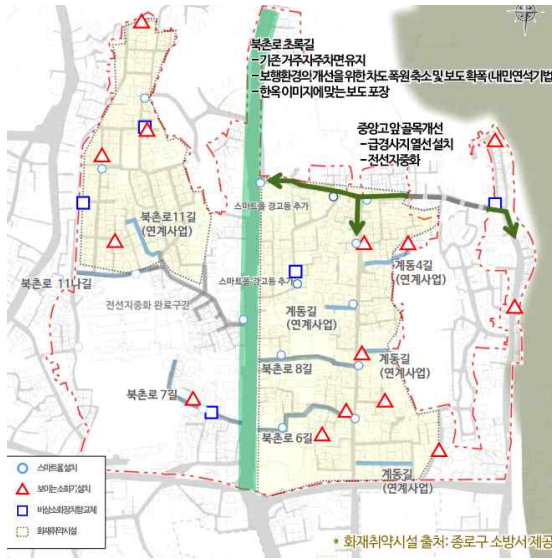 북촌로 초록길
- 기존 거주자주차면 유지
- 보행환경의 개선을 위한 차도 폭원 축소 및 보도 확폭 (내민연석기법
- 한옥 이미지에 맞는 보도 포장
중앙고 앞 골목개선
- 급경사지 열선 설치
- 전선지중화
스마트폴 경고등 추가
북촌로11길
(연계사업)
북촌로 11나길
전선지중화 완료구간
스마트폴 경고등 추가
계동4길
(연계사업)
계동길
(연계사업)
계동길
(연계사업)
북촌로 8길
북촌로 7길
북촌로 6길
계동길
(연계사업)
스마트폴설치
보이는소화기설치
비상소화장치함교체
화재취약시설
* 화재취약시설 출처: 종로구 소방서 제공